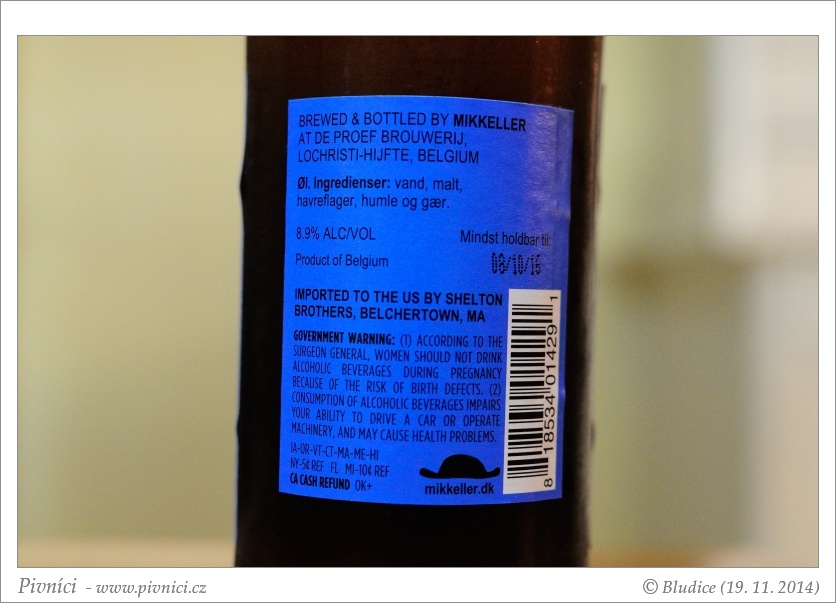 BREWED & BOTTLED BY MIKKELLER
AT DE PROEF BROUWERIJ,
LOCHRISTI-HIJFTE, BELGIUM
Øl. Ingredienser: vand, malt,
havreflager, humle og gær.
8.9% ALC/VOL
Mindst holdbar til:
Product of Belgium
08/10/16
IMPORTED TO THE US BY SHELTON
BROTHERS, BELCHERTOWN, MA
GOVERNMENT WARNING: (1) ACCORDING TO THE
SURGEON GENERAL, WOMEN SHOULD NOT DRINK
ALCOHOLIC BEVERAGES DURING PREGNANCY
BECAUSE OF THE RISK OF BIRTH DEFECTS. (2)
CONSUMPTION OF ALCOHOLIC BEVERAGES IMPAIRS
YOUR ABILITY TO DRIVE A CAR OR OPERATE
MACHINERY, AND MAY CAUSE HEALTH PROBLEMS.
IA-OR-VT-CT-MA-ME-HI
NY-5¢ REF FL MI-10¢ REF
CA CASH REFUND OK+
mikkeller.dk
8 18534 01429 1
Pivníci - www.pivnici.cz
© Bludice (19. 11. 2014)